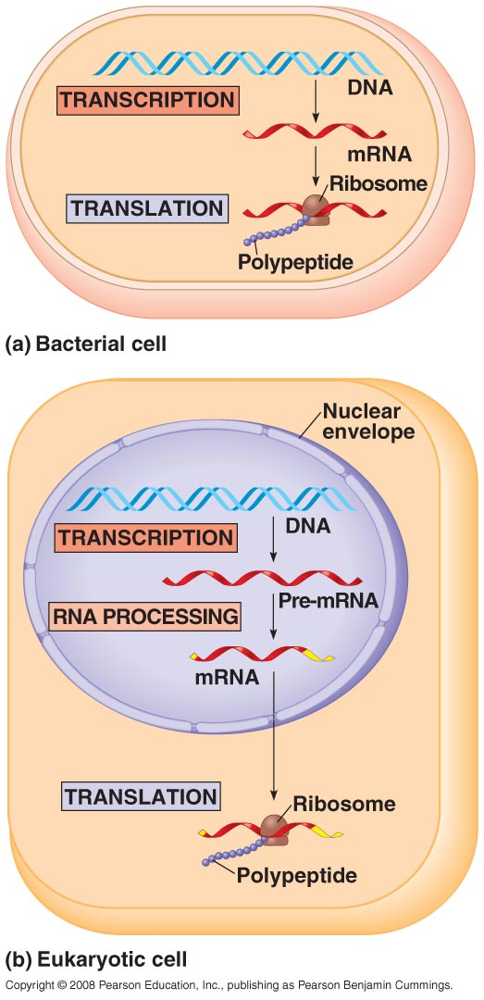 DNA
TRANSCRIPTION
mRNA
Ribosome
TRANSLATION
Polypeptide
(a) Bacterial cell
Nuclear
envelope
DNA
TRANSCRIPTION
Pre-mRNA
RNA PROCESSING
mRNA
TRANSLATION
Ribosome
Polypeptide
(b) Eukaryotic cell
Copyright © 2008 Pearson Education, Inc., publishing as Pearson Benjamin Cummings.